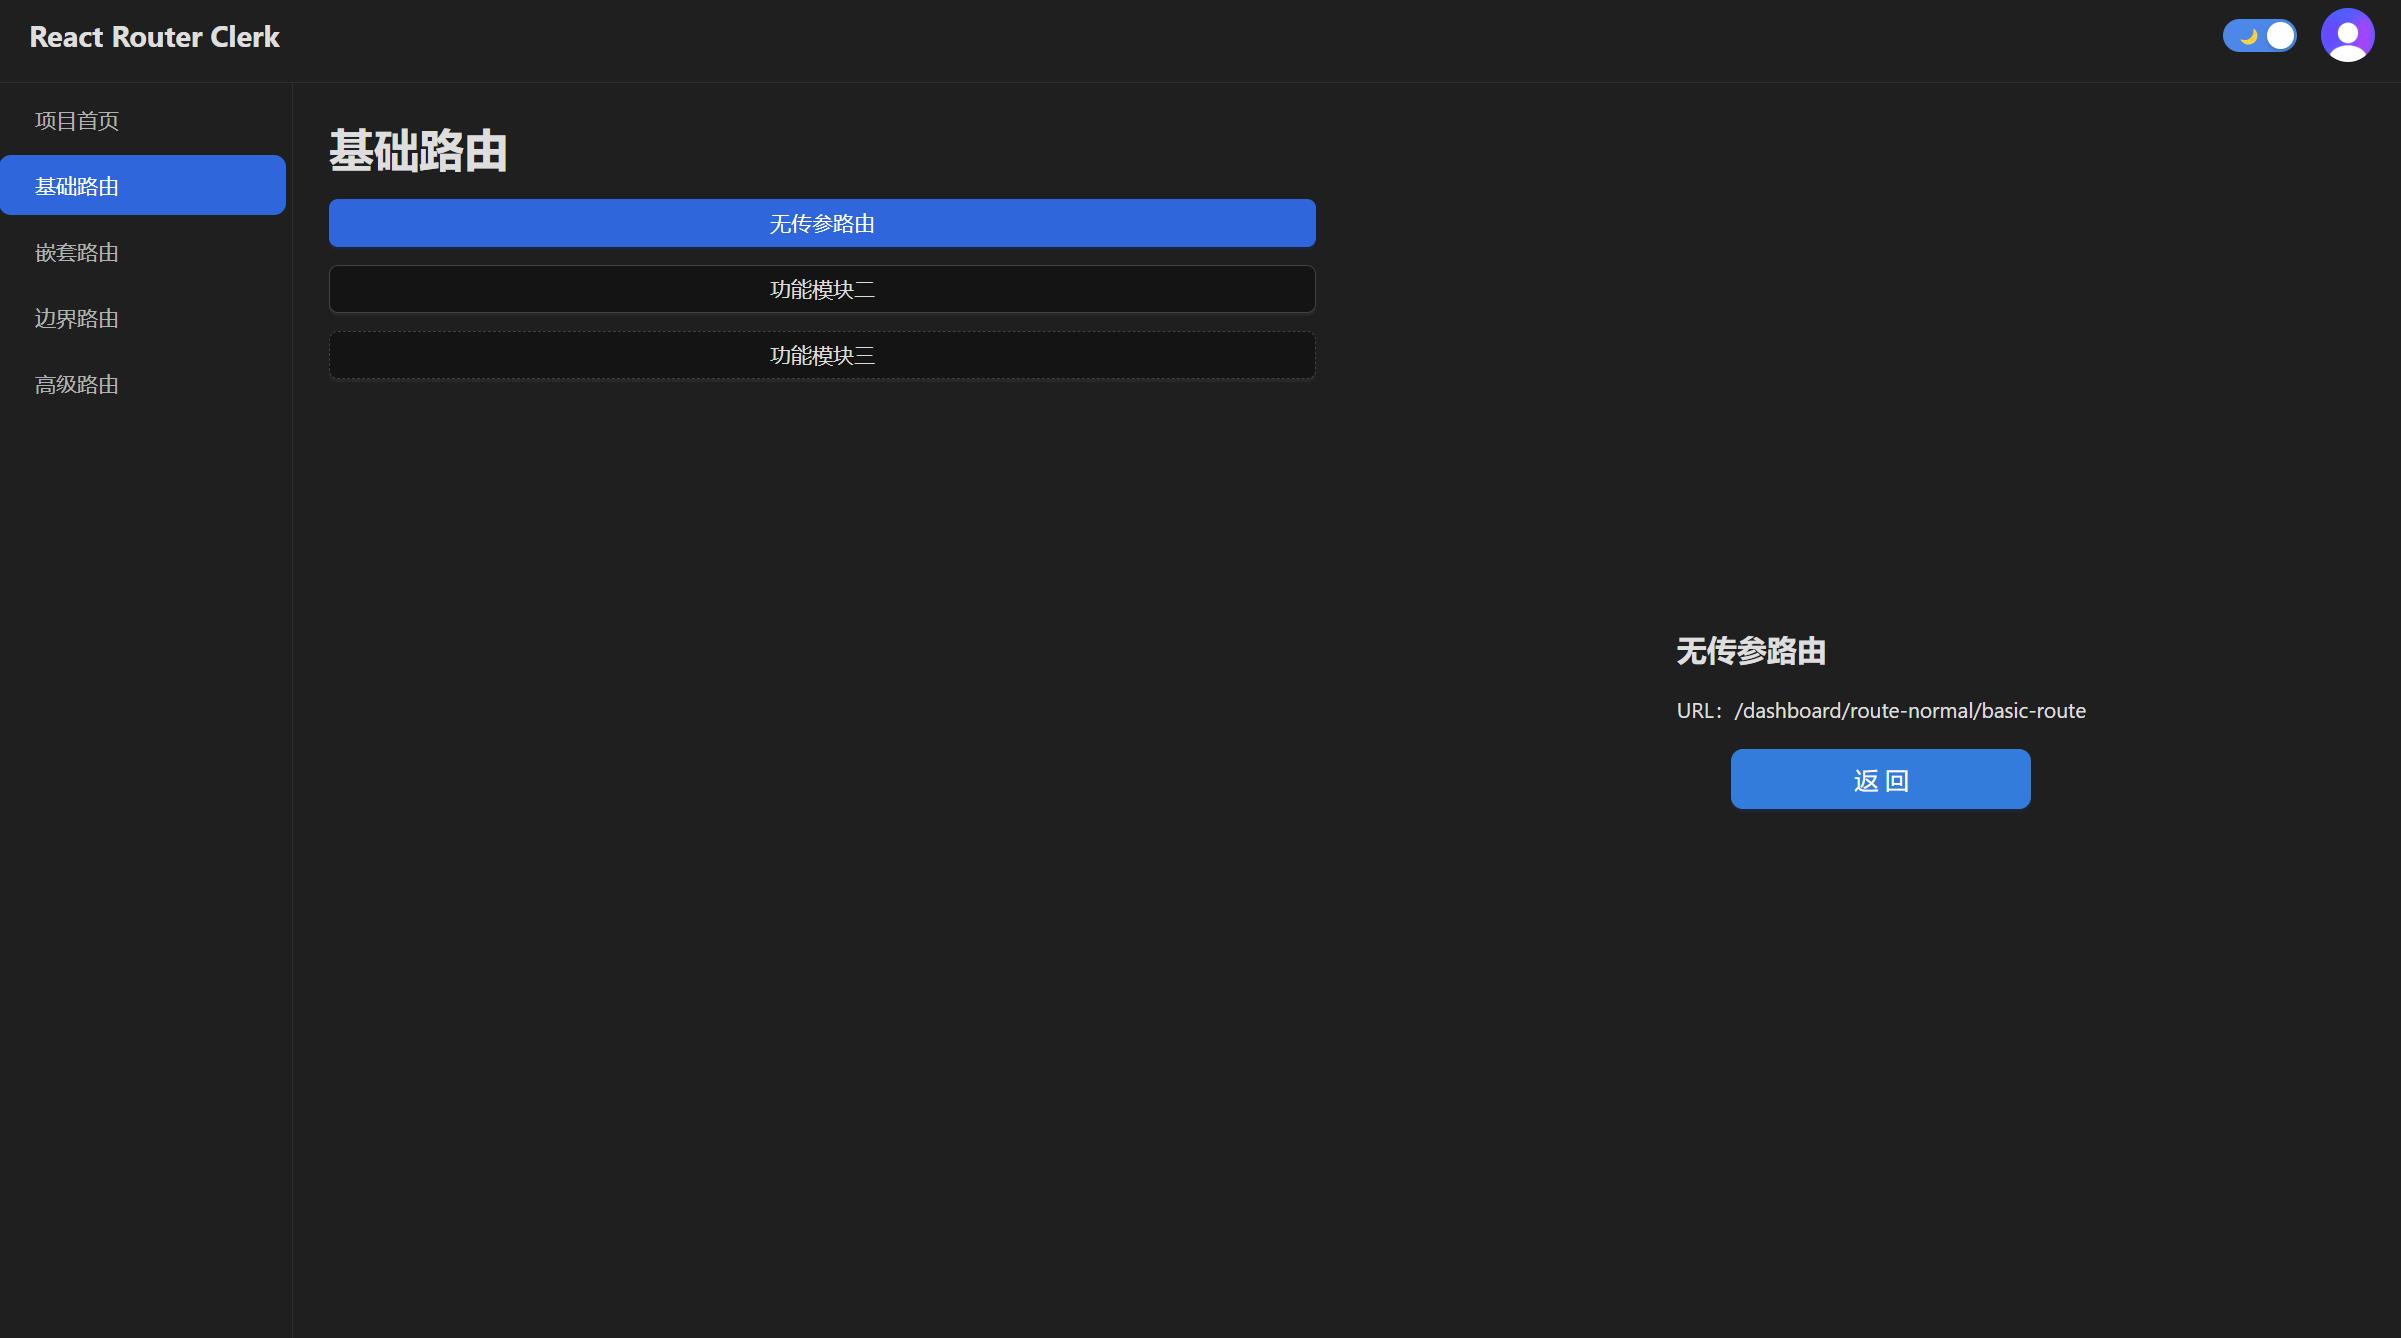 React Router Clerk
项目首页
基础路由
嵌套路由
边界路由
高级路由
基础路由
无传参路由
功能模块二
功能模块三
无传参路由
URL：/dashboard/route-normal/basic-route
返 回